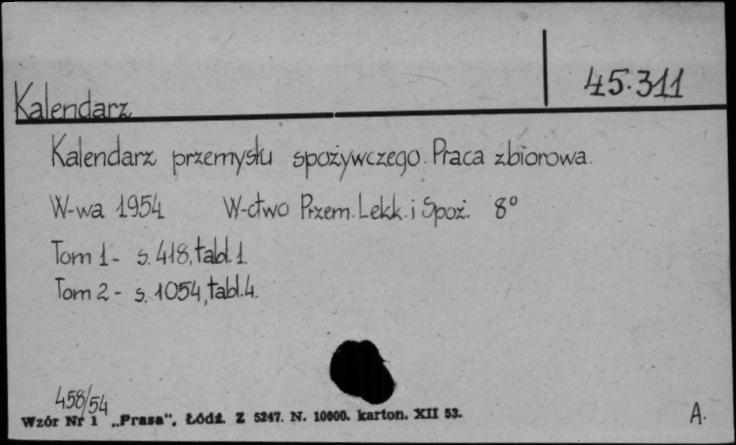 45.311
Kalendarz
Kalendarz przemysłu spożywczego. Praca zbiorowa.
W-wa 1954 W-ctwo Przem. Lekk. i Spoż. 8°
Tom 1 - s. 418, tabl. 1.
Tom 2 - s. 1054, tabl. 4.
458/54
Wzór Nr 1 „Prasa”, Łódź. Z 5247. N. 10000. karton. XII 53.
A.